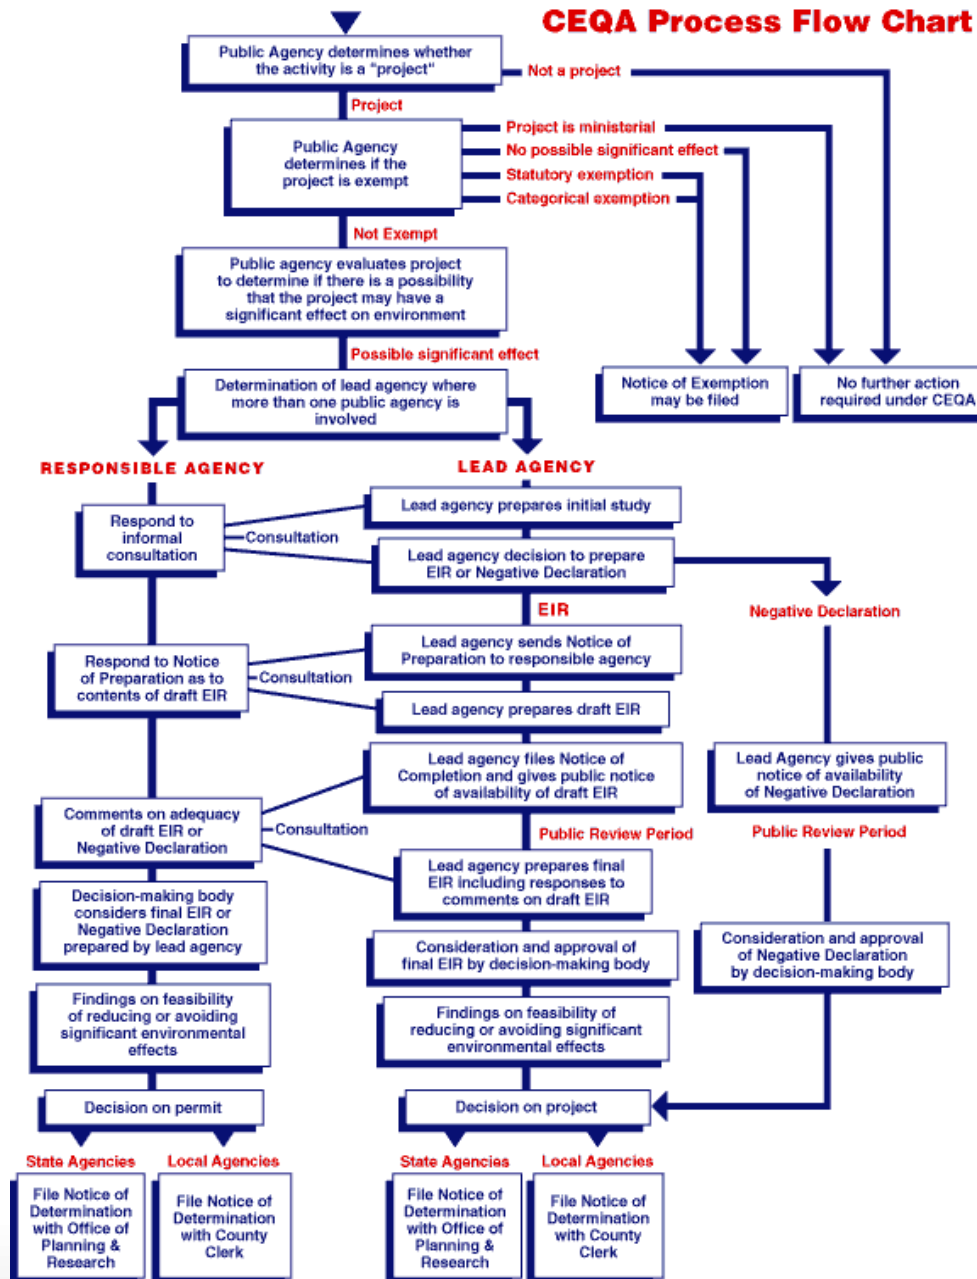 CEQA Process Flow Chart
Public Agency determines whether
the activity is a "project"
Not a project
Project
Public Agency
determines if the
project is exempt
Project is ministerial
No possible significant effect
Statutory exemption
Categorical exemption
Not Exempt
Public agency evaluates project
to determine if there is a possibility
that the project may have a
significant effect on environment
Possible significant effect
Determination of lead agency where
more than one public agency is
involved
Notice of Exemption
may be filed
No further action
required under CEQA
RESPONSIBLE AGENCY
LEAD AGENCY
Respond to
informal
consultation
Consultation
Lead agency prepares initial study
Lead agency decision to prepare
EIR or Negative Declaration
EIR
Negative Declaration
Respond to Notice
of Preparation as to
contents of draft EIR
Consultation
Lead agency sends Notice of
Preparation to responsible agency
Lead agency prepares draft EIR
Lead agency files Notice of
Completion and gives public notice
of availability of draft EIR
Lead Agency gives public
notice of availability
of Negative Declaration
Comments on adequacy
of draft EIR or
Negative Declaration
Consultation
Public Review Period
Public Review Period
Lead agency prepares final
EIR including responses to
comments on draft EIR
Decision-making body
considers final EIR or
Negative Declaration
prepared by lead agency
Consideration and approval of
final EIR by decision-making body
Consideration and approval
of Negative Declaration
by decision-making body
Findings on feasibility of
reducing or avoiding
significant environmental
effects
Findings on feasibility of
reducing or avoiding significant
environmental effects
Decision on permit
Decision on project
State Agencies
Local Agencies
State Agencies
Local Agencies
File Notice of
Determination
with Office of
Planning &
Research
File Notice of
Determination
with County
Clerk
File Notice of
Determination
with Office of
Planning &
Research
File Notice of
Determination
with County
Clerk